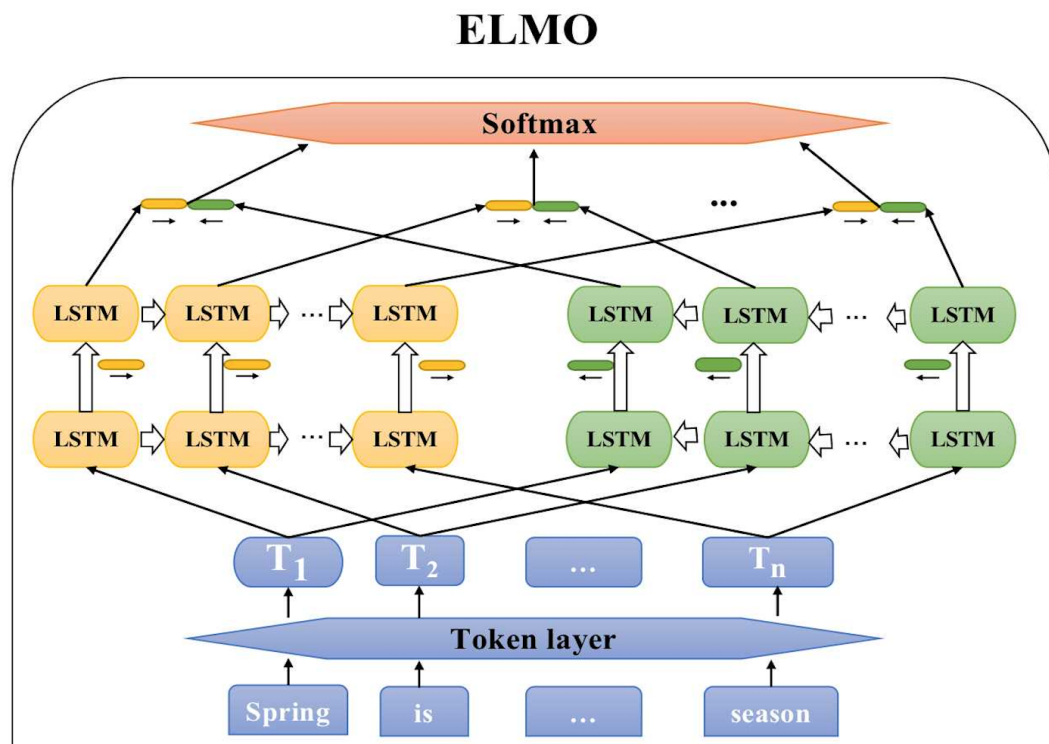 ELMO
Softmax
...
LSTM LSTM ... LSTM LSTM LSTM ... LSTM
LSTM LSTM ... LSTM LSTM LSTM ... LSTM
T1 T2 ... Tn
Token layer
Spring is ... season